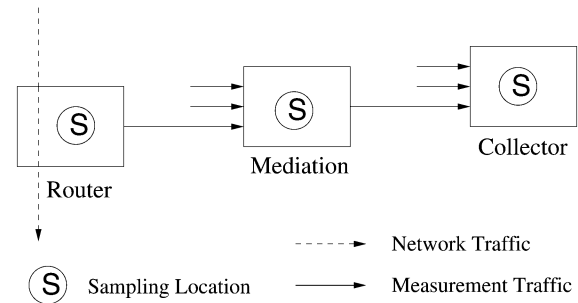 S
S
S
Collector
Mediation
Router
Network Traffic
S Sampling Location
Measurement Traffic